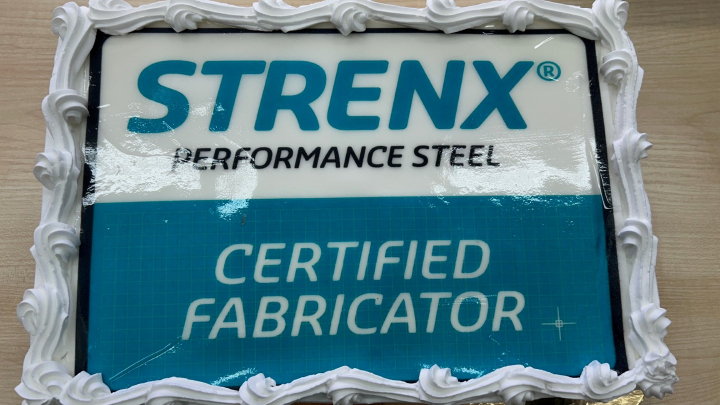 STRENX®
PERFORMANCE STEEL
CERTIFIED
FABRICATOR